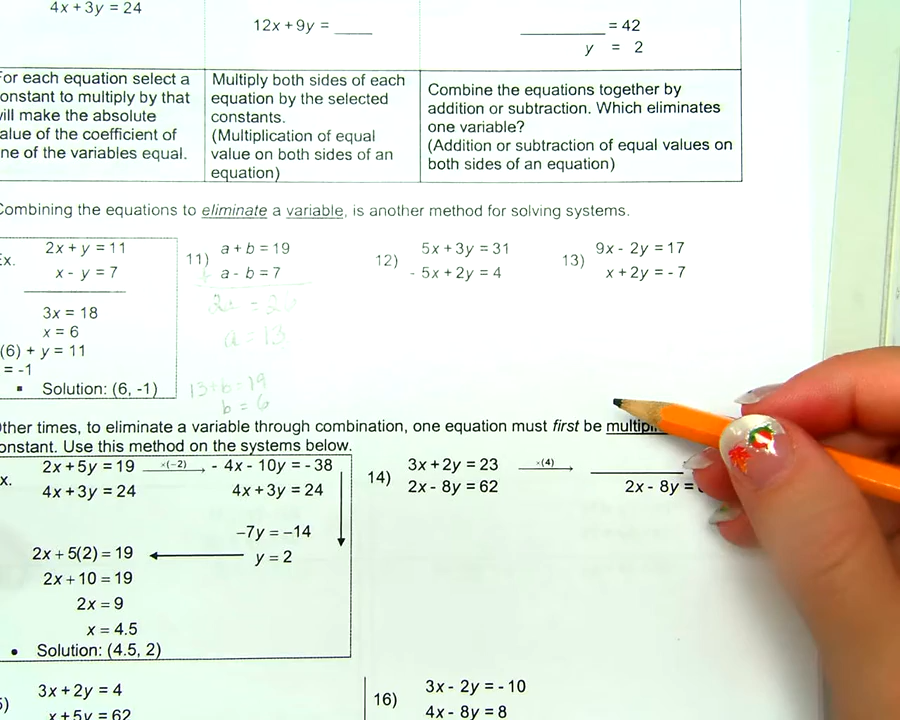 4x + 3y = 24
12x + 9y = ____
________ = 42
y = 2
For each equation select a
onstant to multiply by that
will make the absolute
alue of the coefficient of
ne of the variables equal.
Multiply both sides of each
equation by the selected
constants.
(Multiplication of equal
value on both sides of an
equation)
Combine the equations together by
addition or subtraction. Which eliminates
one variable?
(Addition or subtraction of equal values on
both sides of an equation)
Combining the equations to eliminate a variable, is another method for solving systems.
Ex.
2x + y = 11
x - y = 7
3x = 18
x = 6
(6) + y = 11
= -1
▪ Solution: (6, -1)
11)
a + b = 19
a - b = 7
a = 13
13+b=19
b = 6
12)
5x + 3y = 31
- 5x + 2y = 4
13)
9x - 2y = 17
x + 2y = - 7
ther times, to eliminate a variable through combination, one equation must first be
onstant. Use this method on the systems below.
x.
2x + 5y = 19 ×(−2) - 4x - 10y = - 38
4x + 3y = 24 4x + 3y = 24
−7y = −14
2x + 5(2) = 19 y = 2
2x + 10 = 19
2x = 9
x = 4.5
• Solution: (4.5, 2)
14)
3x + 2y = 23 ×(4) ________
2x - 8y = 62 2x - 8y =
5)
3x + 2y = 4
x + 5y = 62
16)
3x - 2y = - 10
4x - 8y = 8